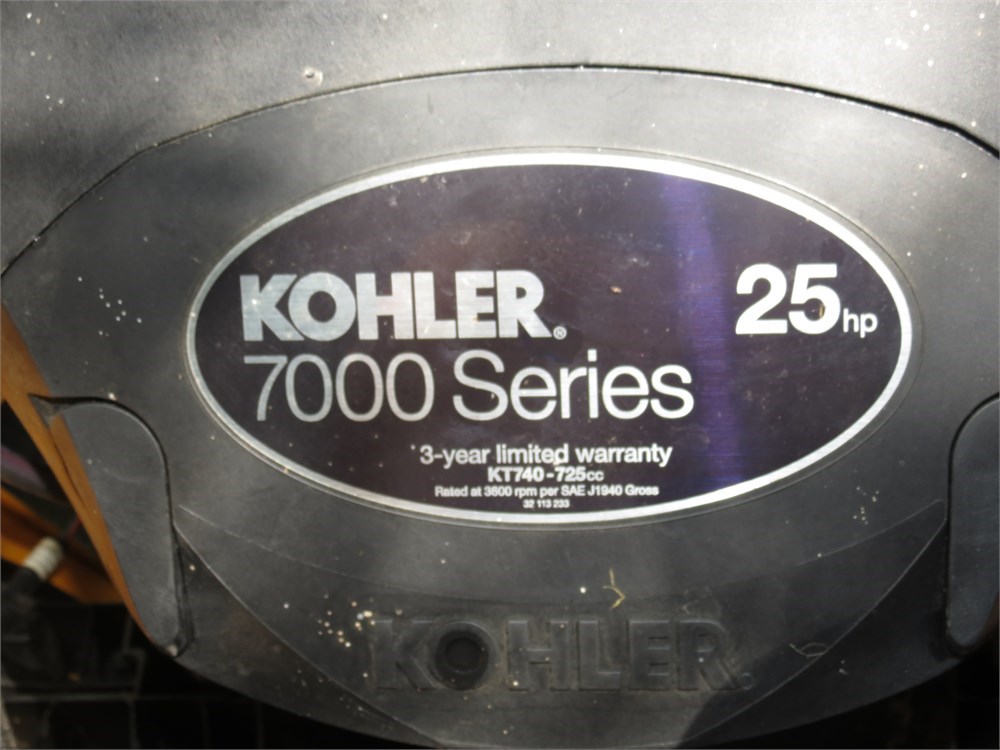 KOHLER®
25hp
7000 Series
3-year limited warranty
KT740-725cc
Rated at 3600 rpm per SAE J1940 Gross
32 113 233
KOHLER